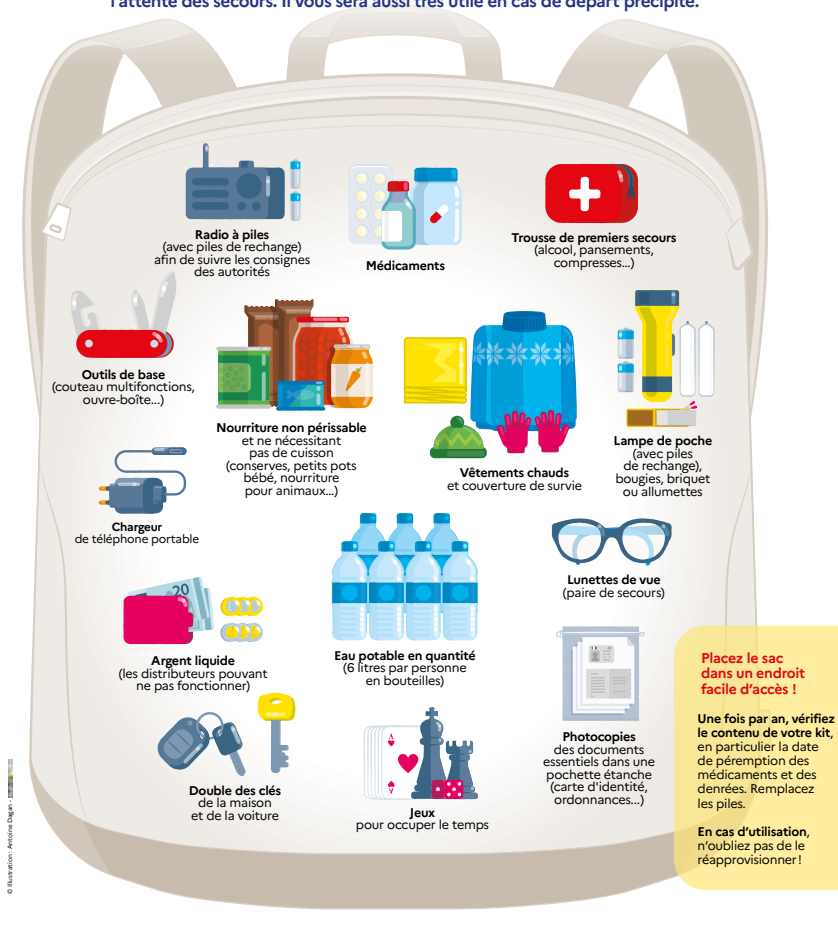 l'attente des secours. Il vous sera aussi très utile en cas de départ précipité.
Radio à piles
(avec piles de rechange)
afin de suivre les consignes
des autorités
Médicaments
Trousse de premiers secours
(alcool, pansements,
compresses...)
Outils de base
(couteau multifonctions,
ouvre-boîte...)
Nourriture non périssable
et ne nécessitant
pas de cuisson
(conserves, petits pots
bébé, nourriture
pour animaux...)
Vêtements chauds
et couverture de survie
Lampe de poche
(avec piles
de rechange),
bougies, briquet
ou allumettes
Chargeur
de téléphone portable
Lunettes de vue
(paire de secours)
20
Argent liquide
(les distributeurs pouvant
ne pas fonctionner)
Eau potable en quantité
(6 litres par personne
en bouteilles)
Photocopies
des documents
essentiels dans une
pochette étanche
(carte d'identité,
ordonnances...)
Double des clés
de la maison
et de la voiture
A
A
Jeux
pour occuper le temps
Placez le sac
dans un endroit
facile d'accès !
Une fois par an, vérifiez
le contenu de votre kit,
en particulier la date
de péremption des
médicaments et des
denrées. Remplacez
les piles.
En cas d'utilisation,
n'oubliez pas de le
réapprovisionner !
© Illustration : Antoine Dagan -